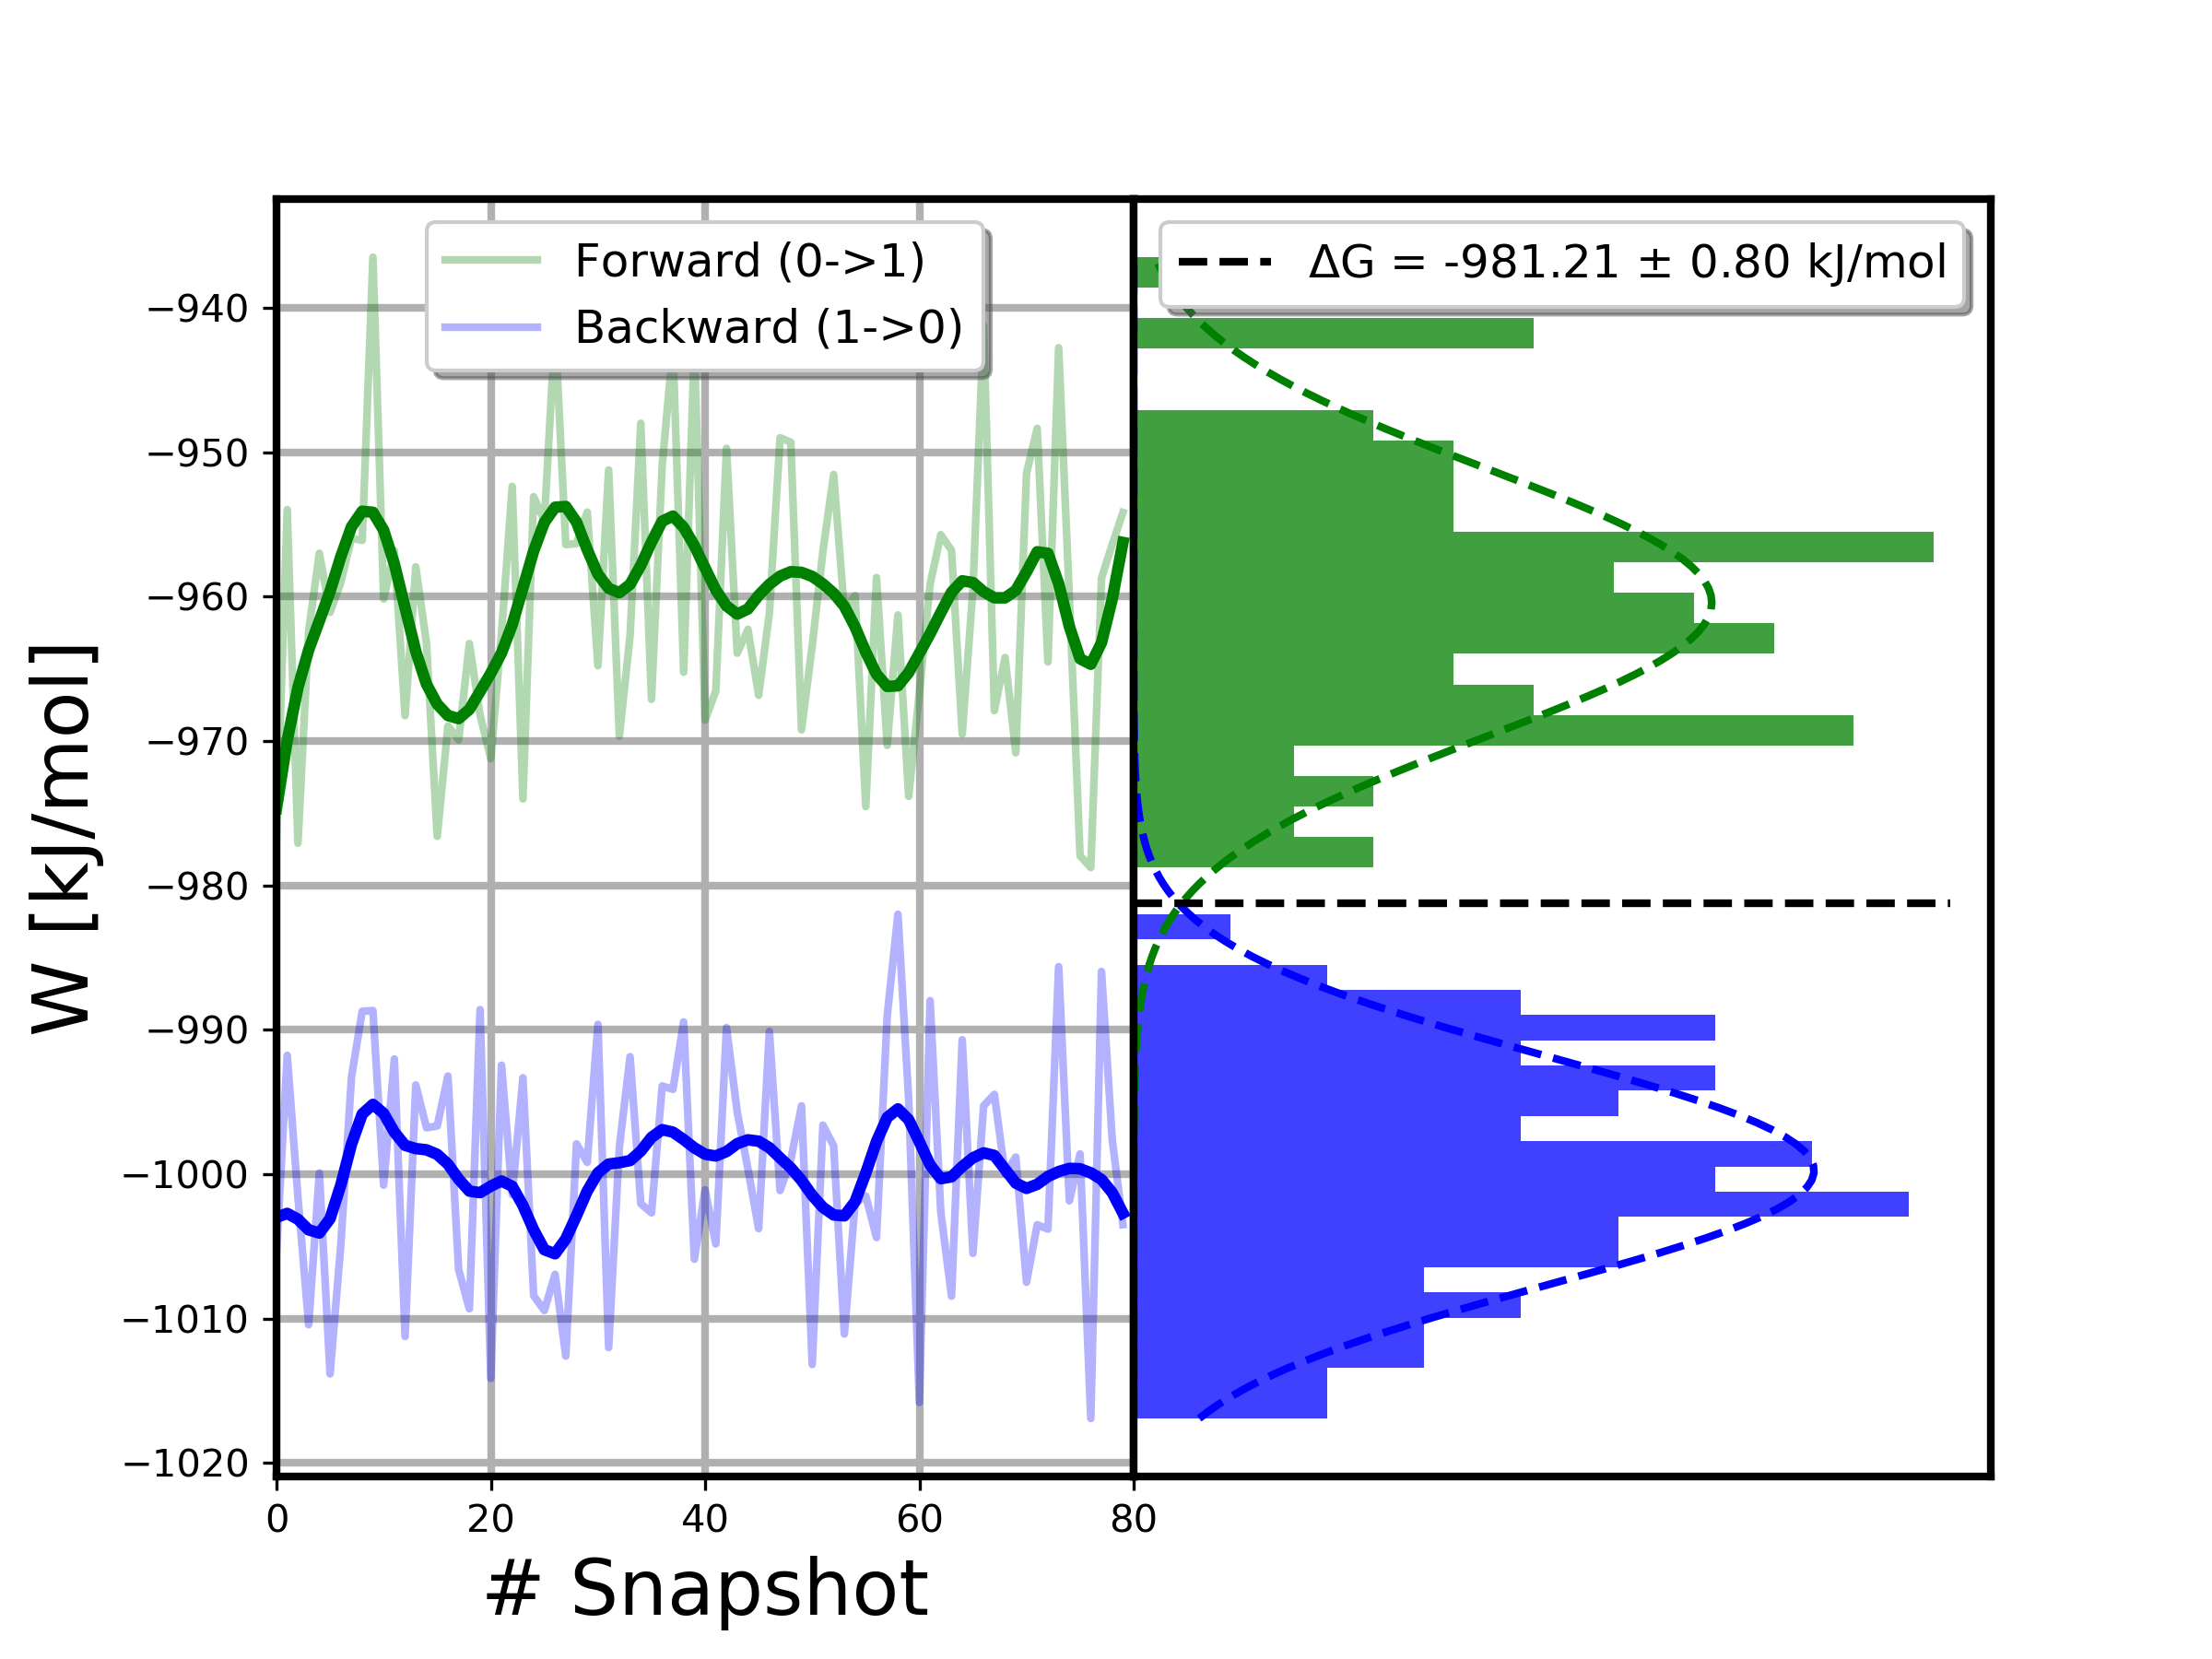 Forward (0->1)
Backward (1->0)
ΔG = -981.21 ± 0.80 kJ/mol
W [kJ/mol]
−940
−950
−960
−970
−980
−990
−1000
−1010
−1020
0 20 40 60 80
# Snapshot